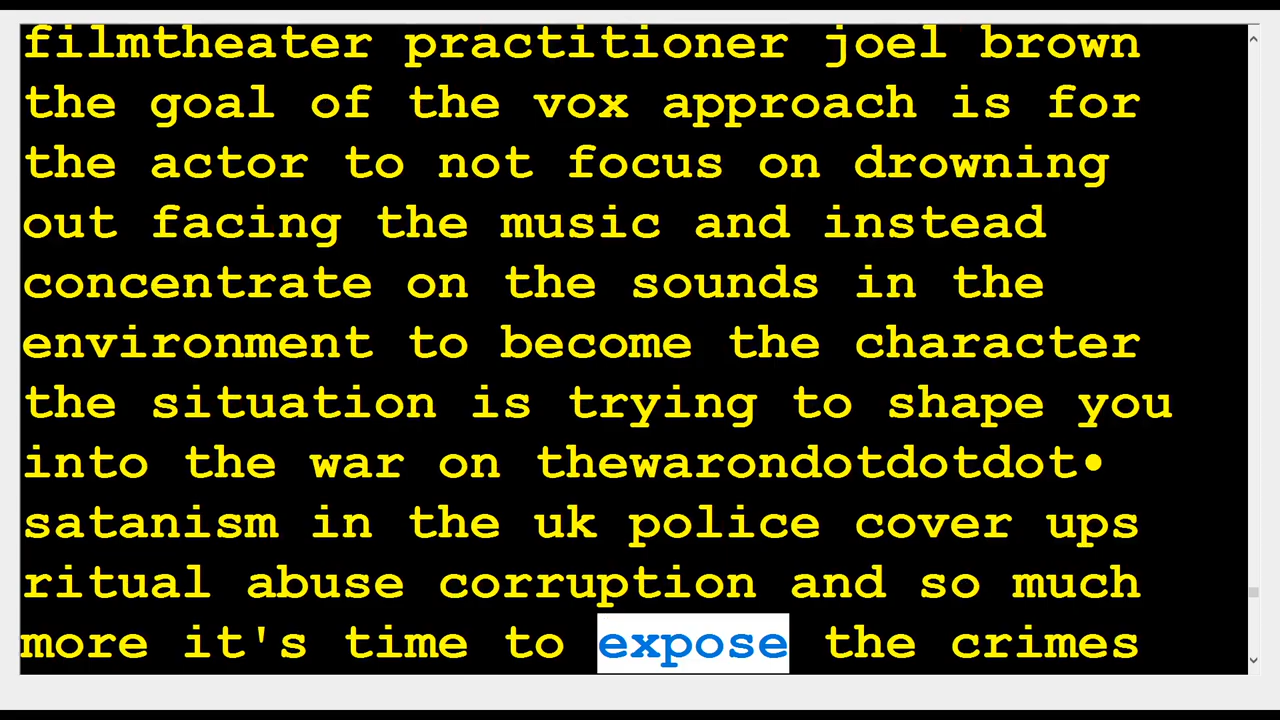 filmtheater practitioner joel brown
the goal of the vox approach is for
the actor to not focus on drowning
out facing the music and instead
concentrate on the sounds in the
environment to become the character
the situation is trying to shape you
into the war on thewarondotdotdot•
satanism in the uk police cover ups
ritual abuse corruption and so much
more it's time to expose the crimes